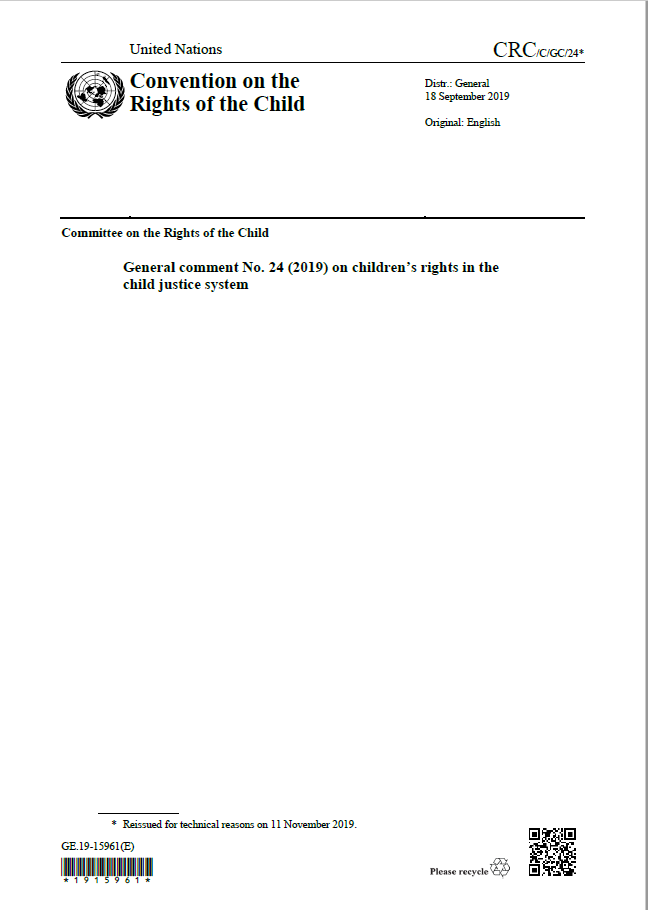 United Nations
CRC/C/GC/24*
Convention on the
Rights of the Child
Distr.: General
18 September 2019
Original: English
Committee on the Rights of the Child
General comment No. 24 (2019) on children’s rights in the
child justice system
* Reissued for technical reasons on 11 November 2019.
GE.19-15961(E)
*1915961*
Please recycle